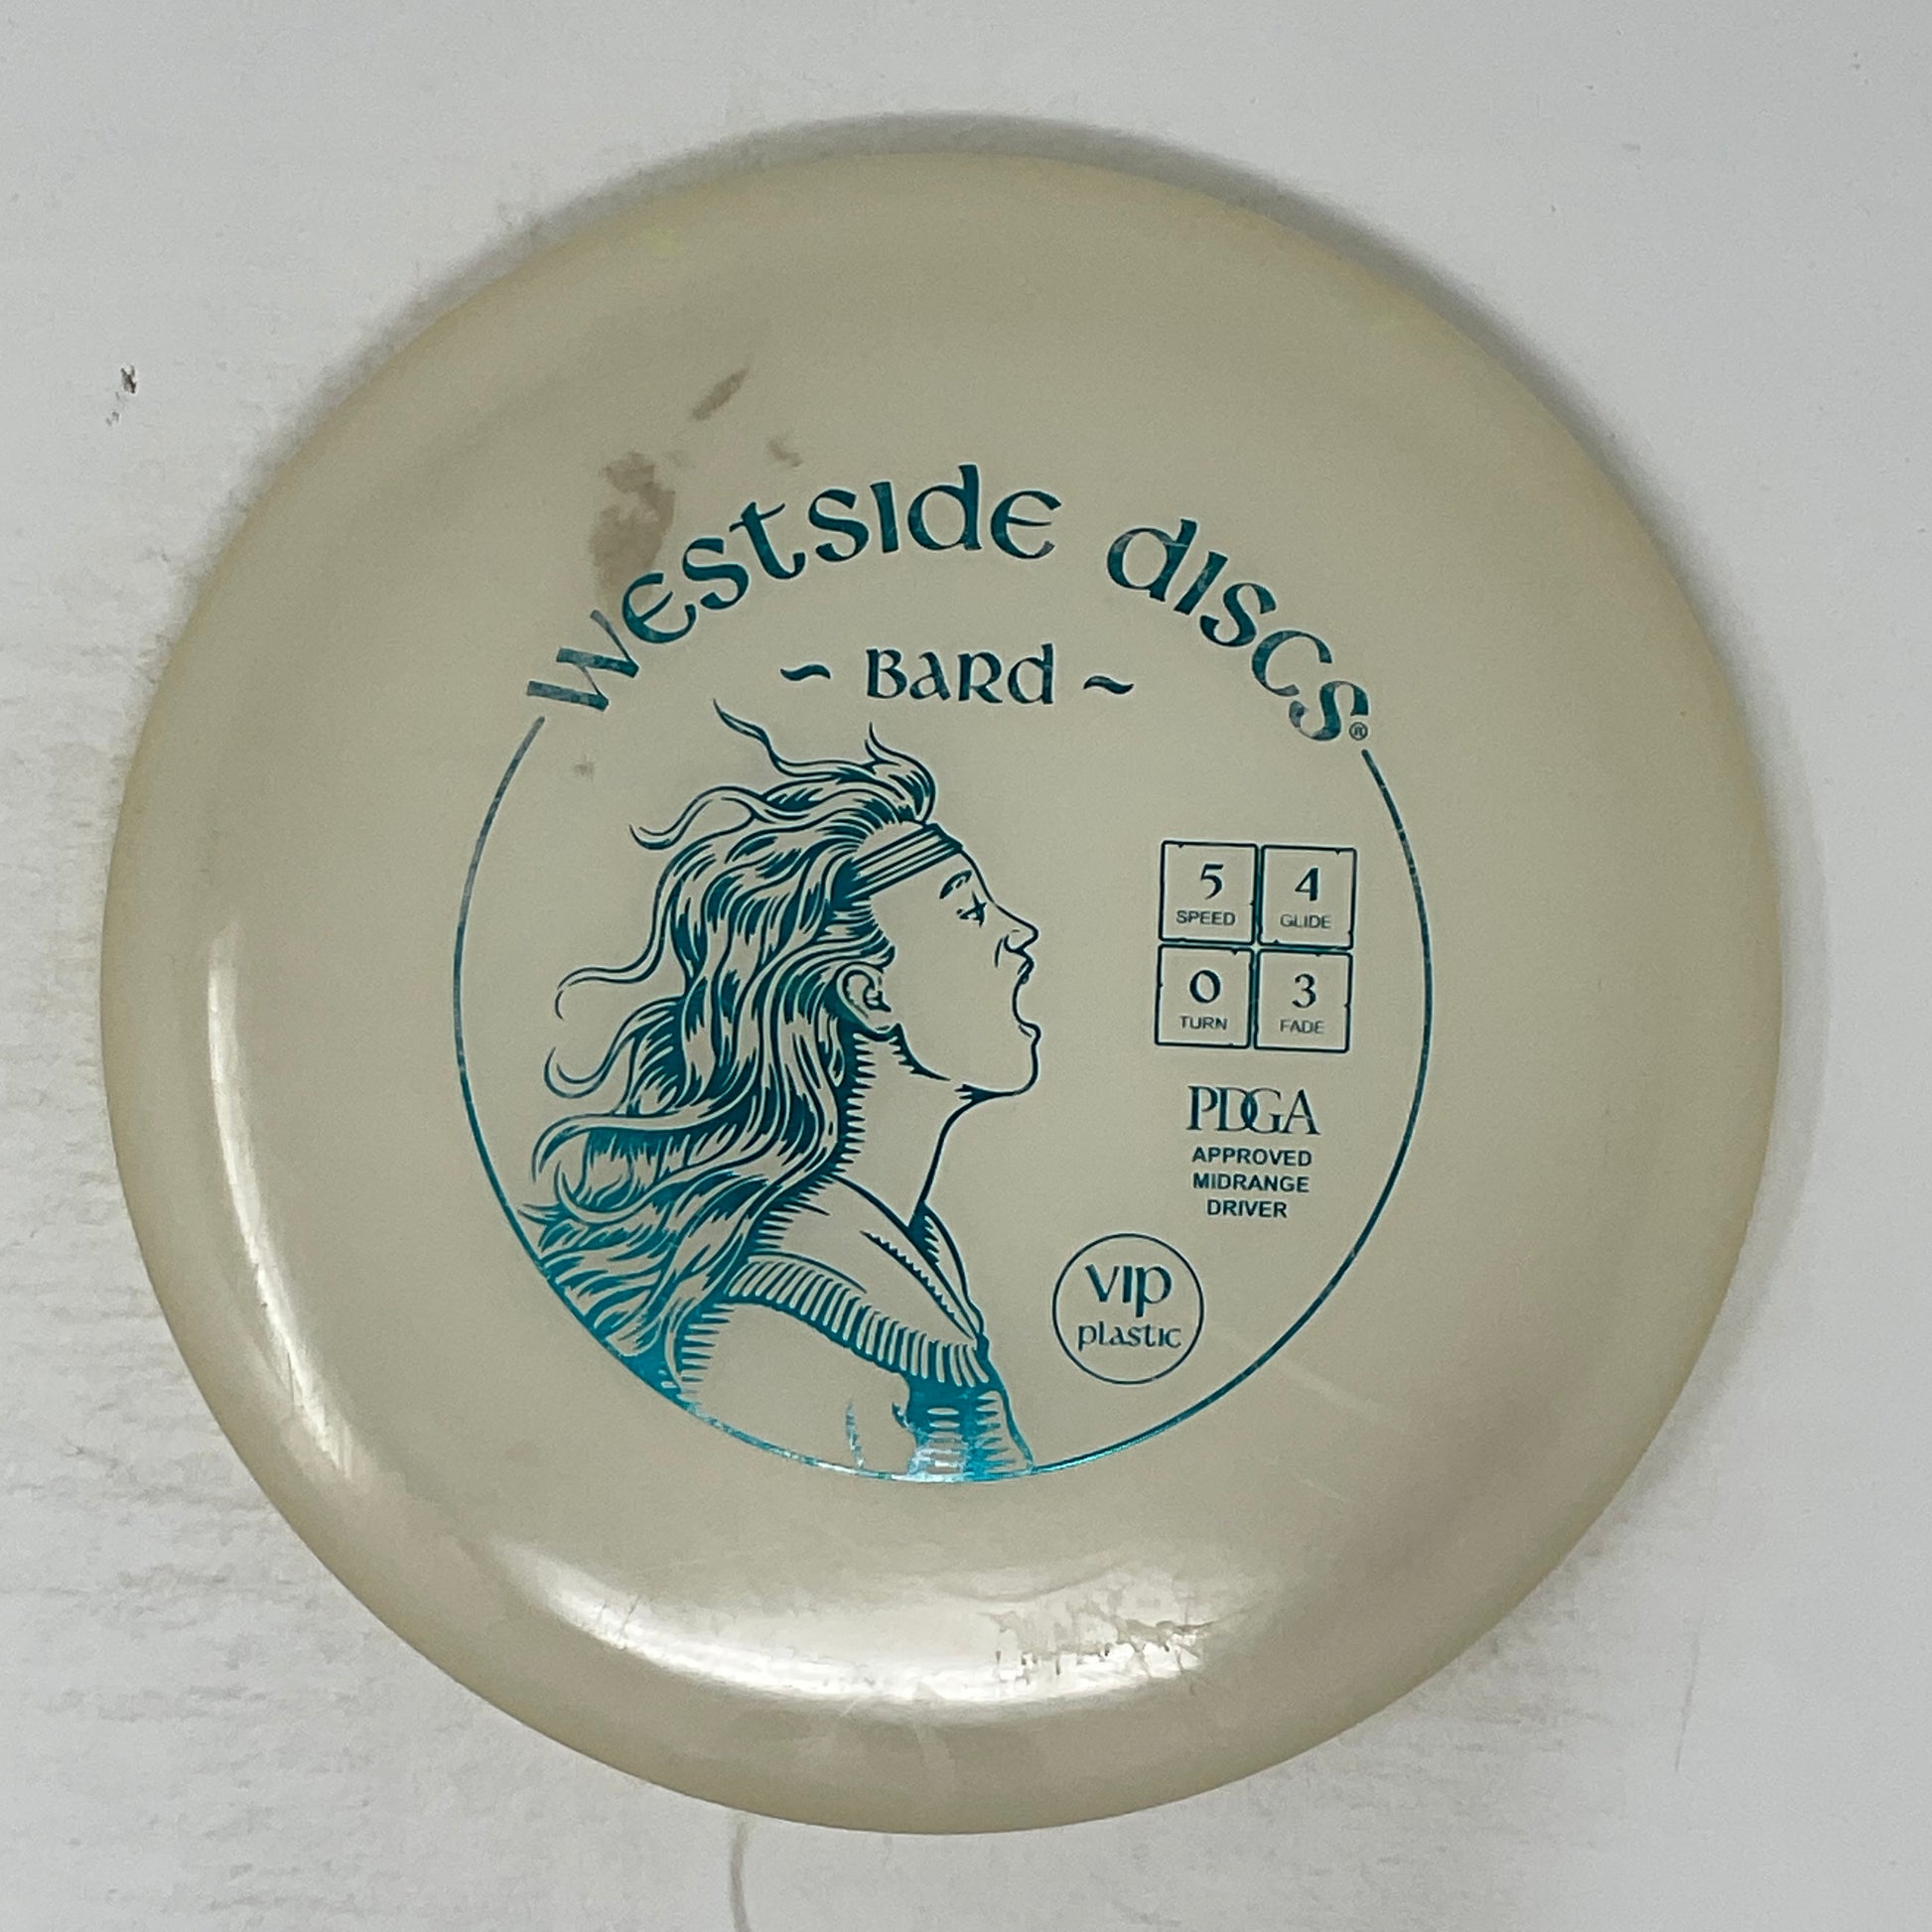 Westside Discs®
~ Bard ~
5 4
SPEED GLIDE
0 3
TURN FADE
PDGA
APPROVED
MIDRANGE
DRIVER
VIP
plastic